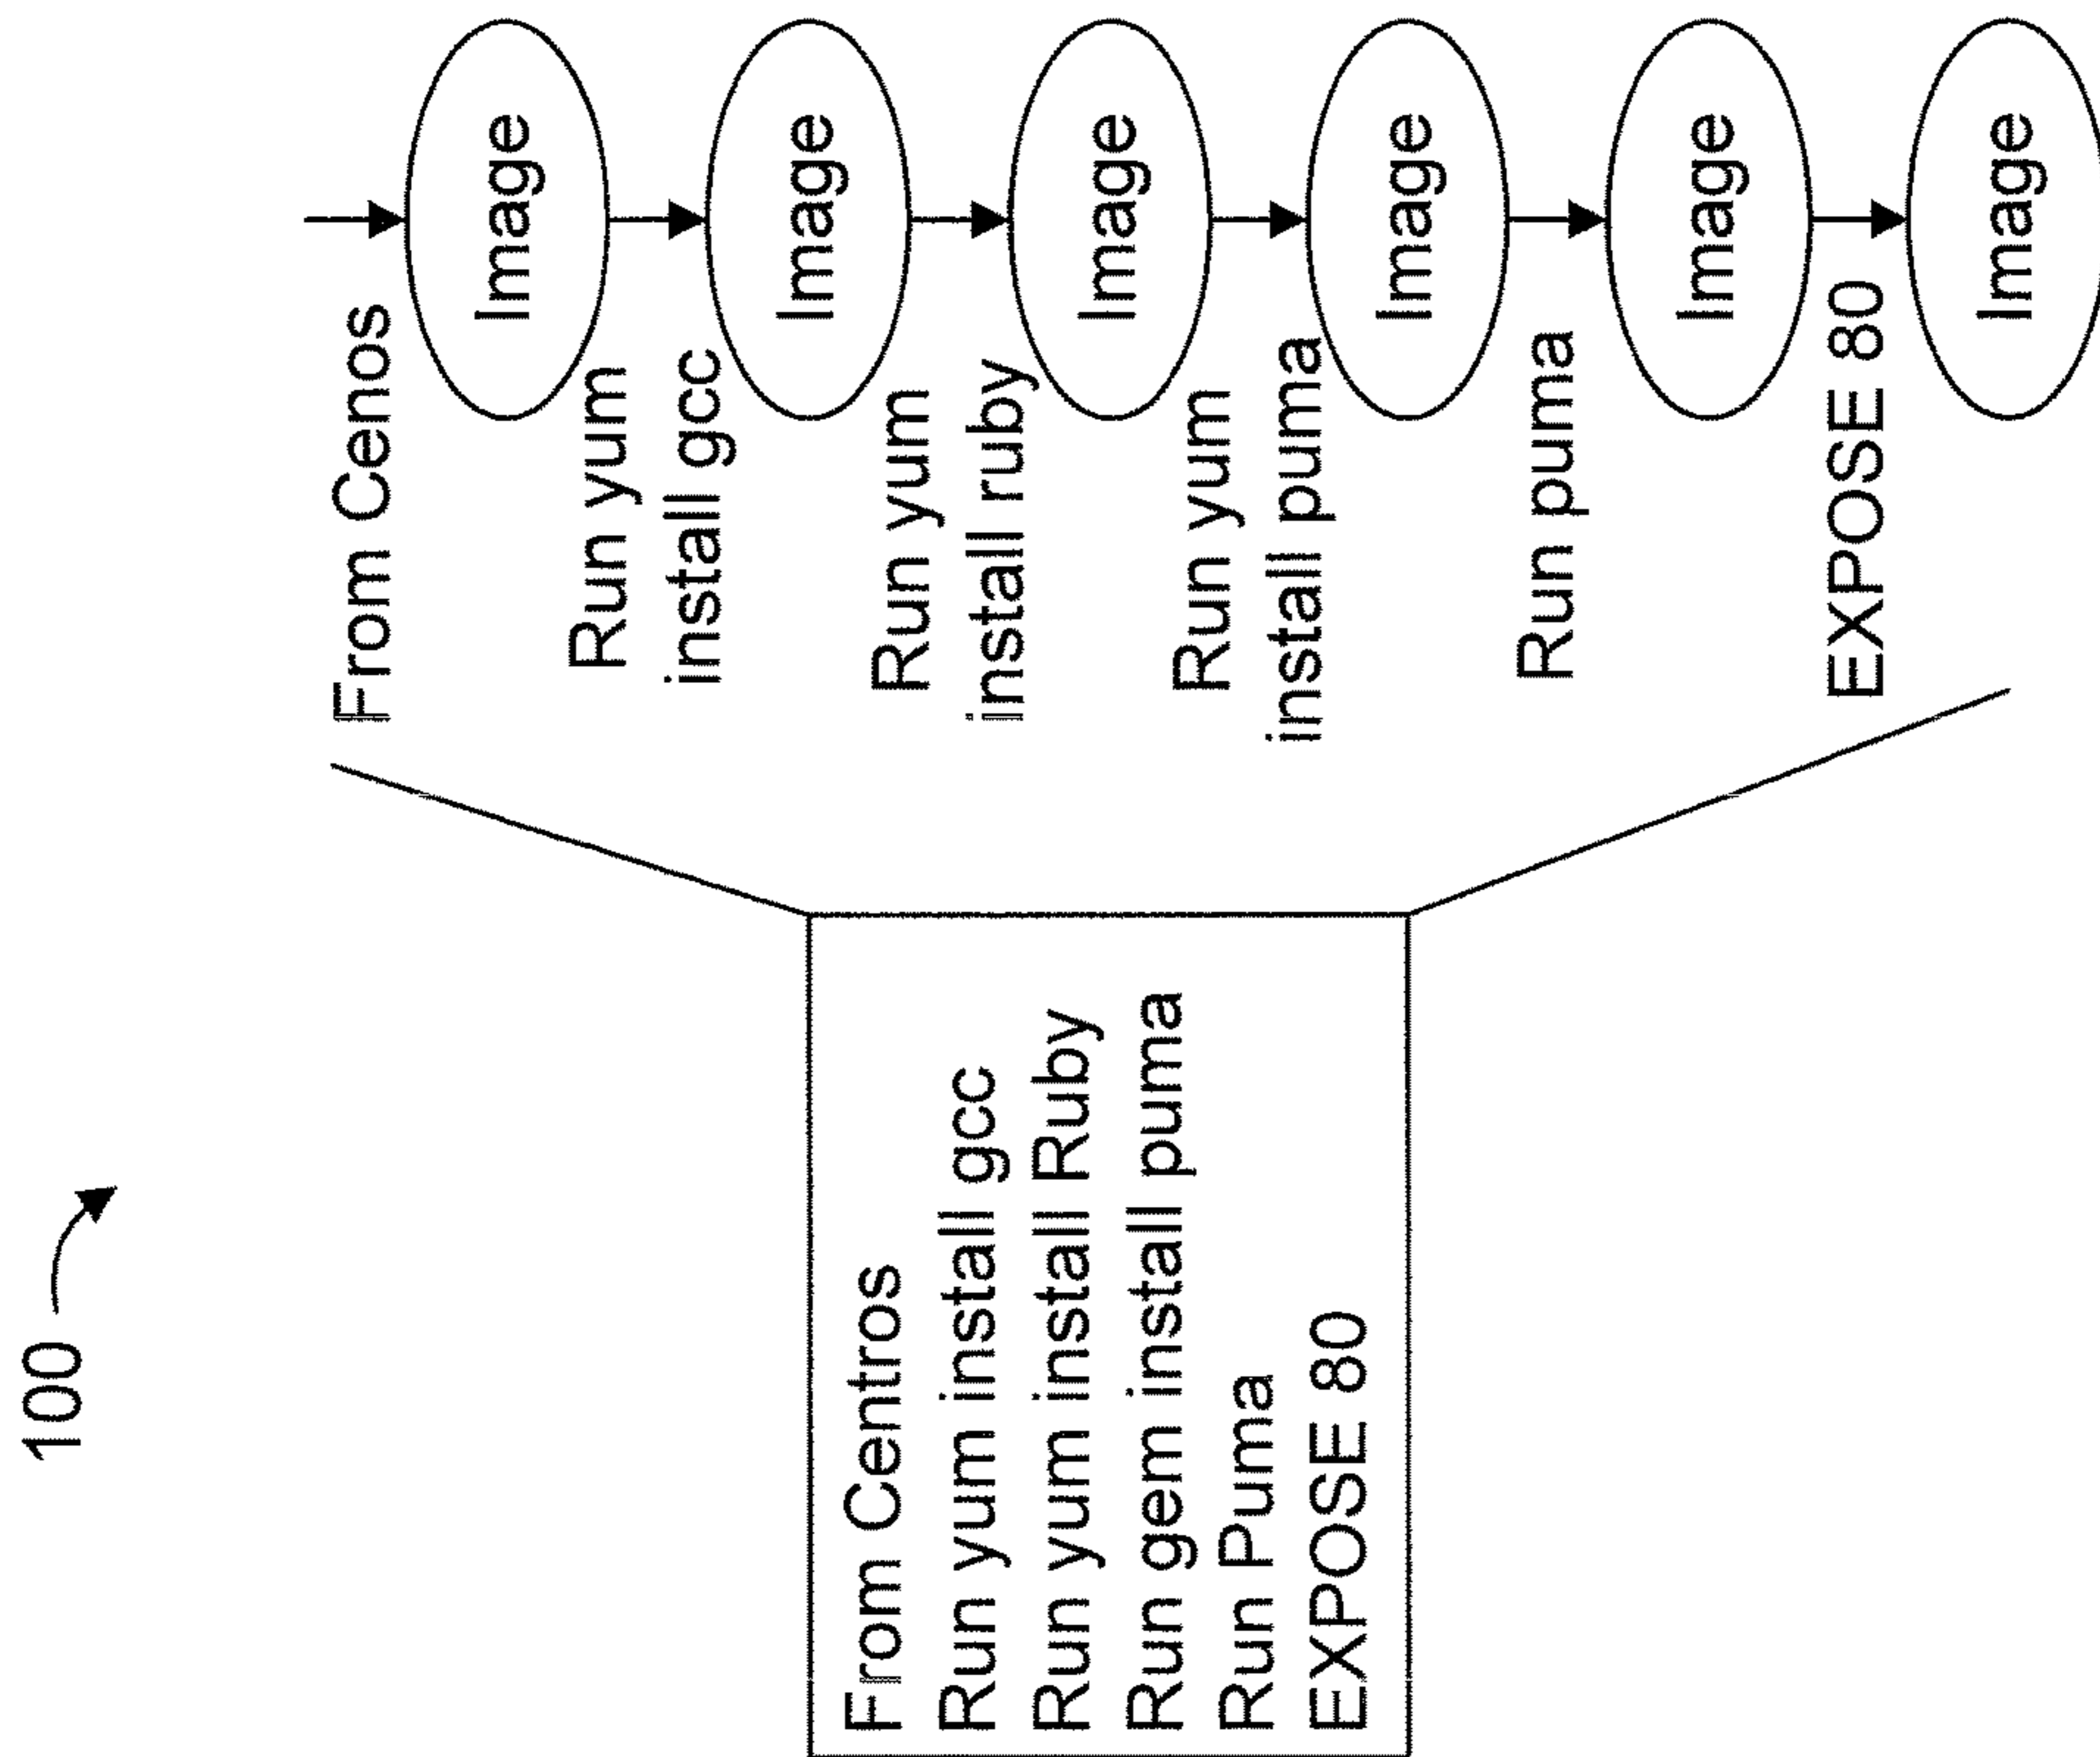 100
From Centros
Run yum install gcc
Run yum install Ruby
Run gem install puma
Run Puma
EXPOSE 80
From Cenos
Image
Run yum
install gcc
Image
Run yum
install ruby
Image
Run yum
install puma
Image
Run puma
Image
EXPOSE 80
Image